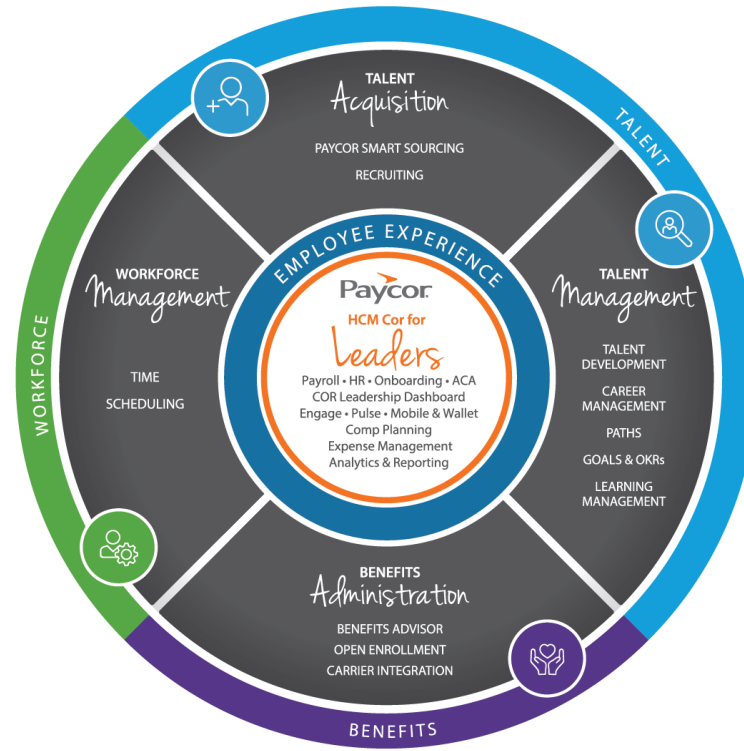 TALENT
Acquisition
PAYCOR SMART SOURCING
RECRUITING
TALENT
WORKFORCE
Management
TIME
SCHEDULING
WORKFORCE
EMPLOYEE EXPERIENCE
Paycor
HCM Cor for
Leaders
Payroll • HR • Onboarding • ACA
COR Leadership Dashboard
Engage • Pulse • Mobile & Wallet
Comp Planning
Expense Management
Analytics & Reporting
TALENT
Management
TALENT
DEVELOPMENT
CAREER
MANAGEMENT
PATHS
GOALS & OKRs
LEARNING
MANAGEMENT
BENEFITS
Administration
BENEFITS ADVISOR
OPEN ENROLLMENT
CARRIER INTEGRATION
BENEFITS